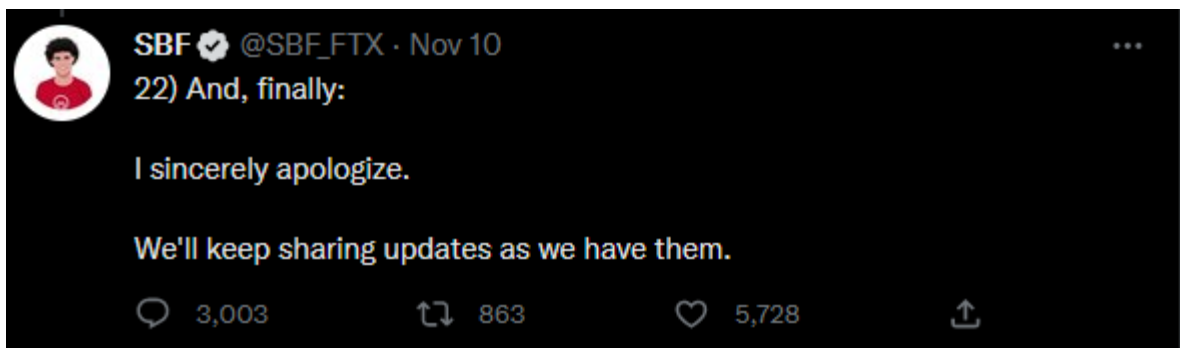 SBF @SBF_FTX · Nov 10
22) And, finally:
I sincerely apologize.
We'll keep sharing updates as we have them.
3,003 863 5,728